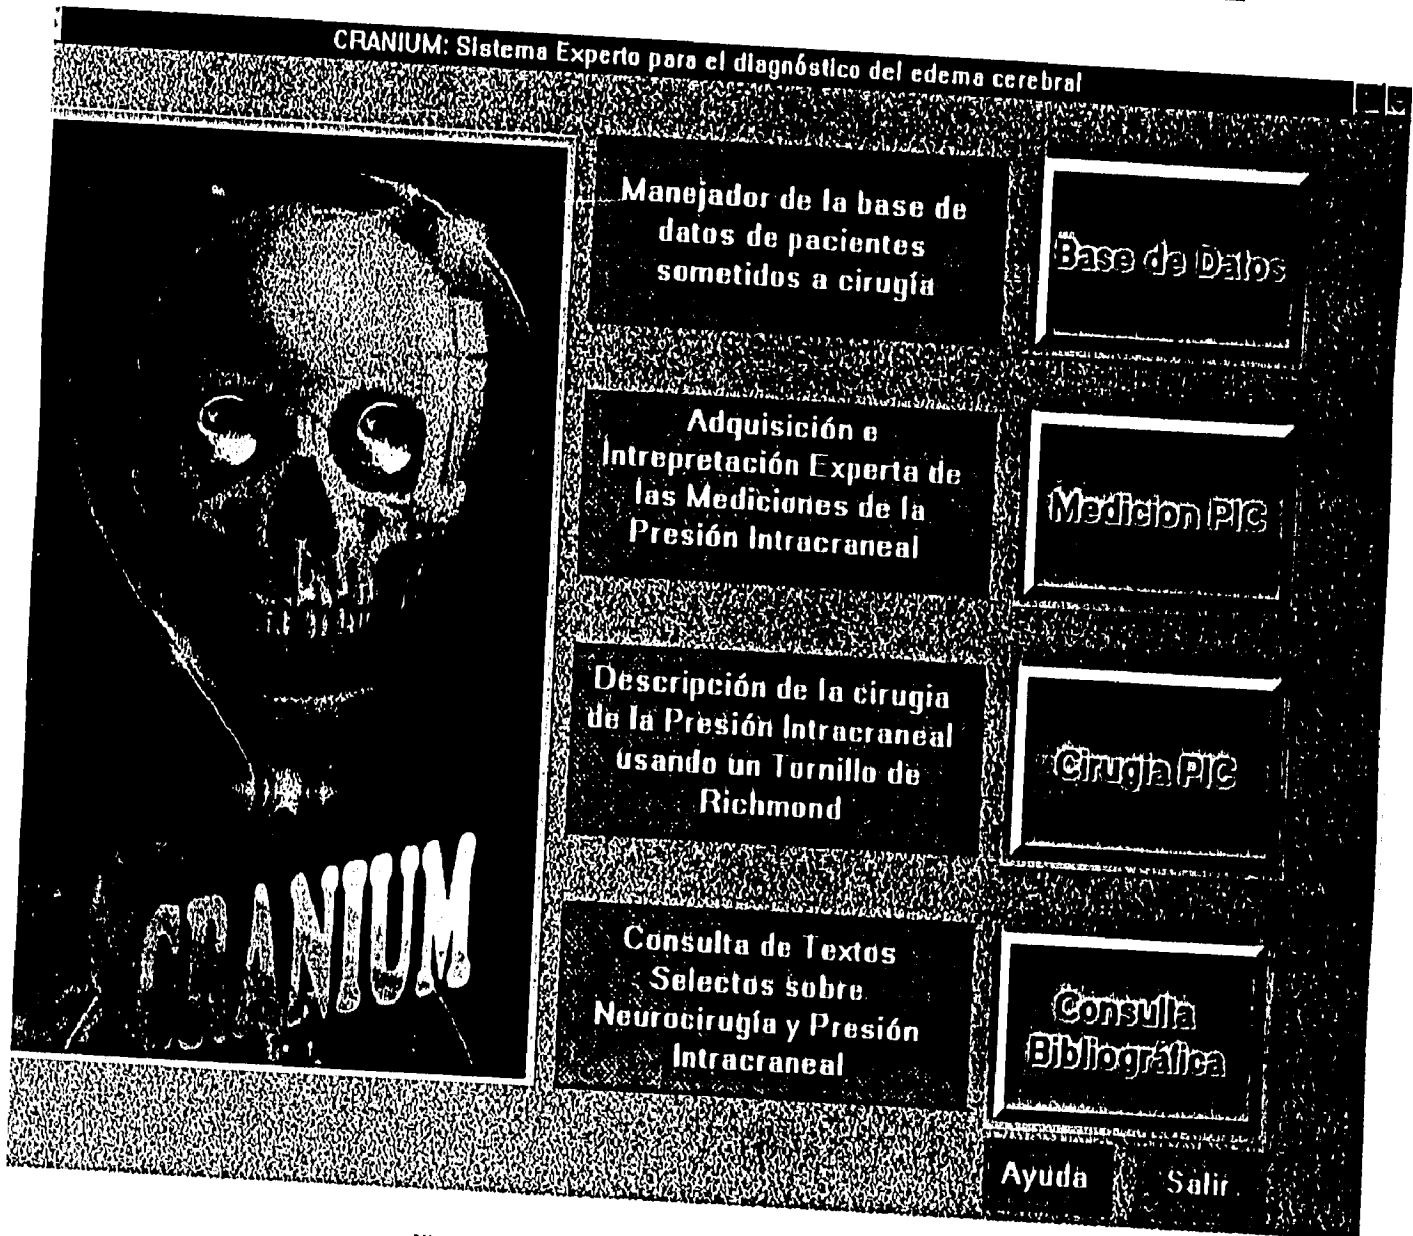 CRANIUM: Sistema Experto para el diagnóstico del edema cerebral
Manejador de la base de
datos de pacientes
sometidos a cirugía
Base de Datos
Adquisición e
Intrepretación Experta de
las Mediciones de la
Presión Intracraneal
Medicion PIC
Descripción de la cirugia
de la Presión Intracraneal
usando un Tornillo de
Richmond
Cirugia PIC
CRANIUM
Consulta de Textos
Selectos sobre
Neurocirugía y Presión
Intracraneal
Consulta
Bibliográfica
Ayuda
Salir